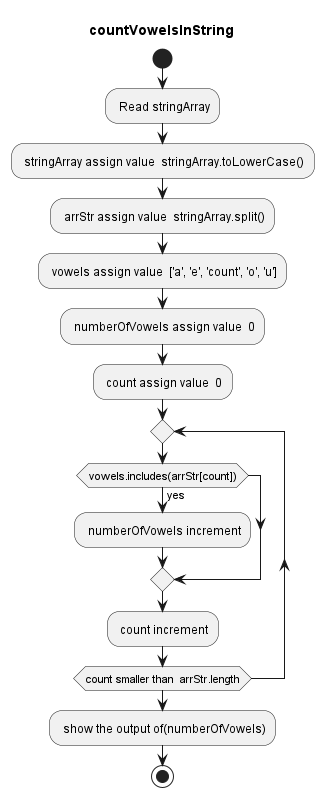 countVowelsInString
Read stringArray
stringArray assign value  stringArray.toLowerCase()
arrStr assign value  stringArray.split()
vowels assign value  ['a', 'e', 'count', 'o', 'u']
numberOfVowels assign value  0
count assign value  0
vowels.includes(arrStr[count])
yes
numberOfVowels increment
count increment
count smaller than  arrStr.length
show the output of(numberOfVowels)